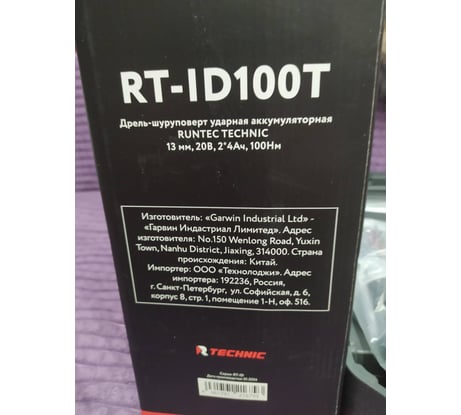 RT-ID100T
Дрель-шуруповерт ударная аккумуляторная
RUNTEC TECHNIC
13 мм, 20В, 2*4Ач, 100Нм
Изготовитель: «Garwin Industrial Ltd» -
«Гарвин Индастриал Лимитед». Адрес
изготовителя: No.150 Wenlong Road, Yuxin
Town, Nanhu District, Jiaxing, 314000. Страна
происхождения: Китай.
Импортер: ООО «Технолоджи». Адрес
импортера: 192236, Россия,
г.Санкт-Петербург, ул. Софийская, д. 6,
корпус 8, стр.1, помещение 1-Н, оф. 516.
R TECHNIC
Серия RT-ID